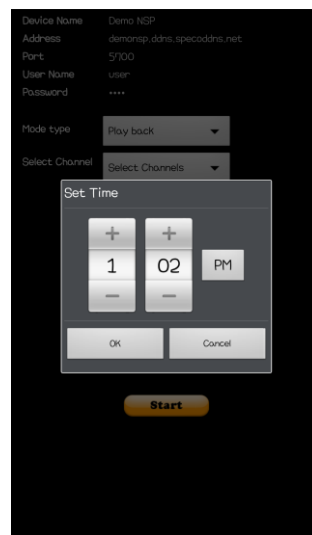 Device Name Demo NSP
Address demonsp.ddns.specoddns.net
Port 5700
User Name user
Password ••••
Mode type Play back
Select Channel Select Channels
Set Time
+ +
1 02 PM
− −
OK Cancel
Start